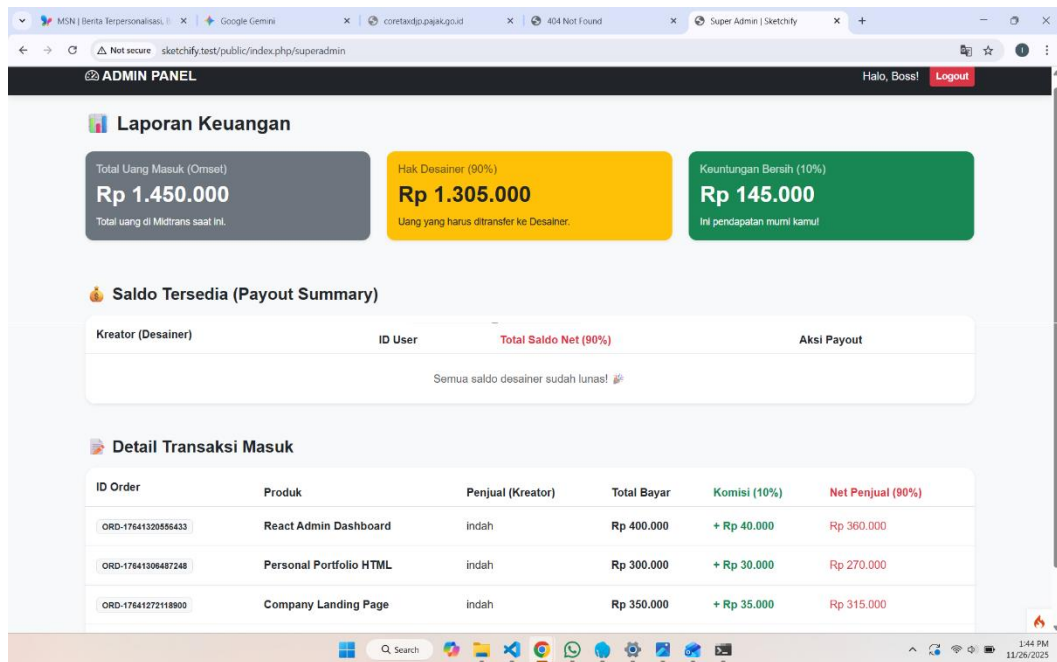 MSN | Berita Terpersonalisasi, B
Google Gemini
coretaxdjp.pajak.go.id
404 Not Found
Super Admin | Sketchify
Not secure
sketchify.test/public/index.php/superadmin
ADMIN PANEL
Halo, Boss!
Logout
Laporan Keuangan
Total Uang Masuk (Omset)
Rp 1.450.000
Total uang di Midtrans saat ini.
Hak Desainer (90%)
Rp 1.305.000
Uang yang harus ditransfer ke Desainer.
Keuntungan Bersih (10%)
Rp 145.000
Ini pendapatan murni kamu!
Saldo Tersedia (Payout Summary)
Kreator (Desainer) ID User Total Saldo Net (90%) Aksi Payout
Semua saldo desainer sudah lunas!
Detail Transaksi Masuk
ID Order Produk Penjual (Kreator) Total Bayar Komisi (10%) Net Penjual (90%)
ORD-17641320556433 React Admin Dashboard indah Rp 400.000 + Rp 40.000 Rp 360.000
ORD-17641306487248 Personal Portfolio HTML indah Rp 300.000 + Rp 30.000 Rp 270.000
ORD-17641272118900 Company Landing Page indah Rp 350.000 + Rp 35.000 Rp 315.000
Search
1:44 PM
11/26/2025